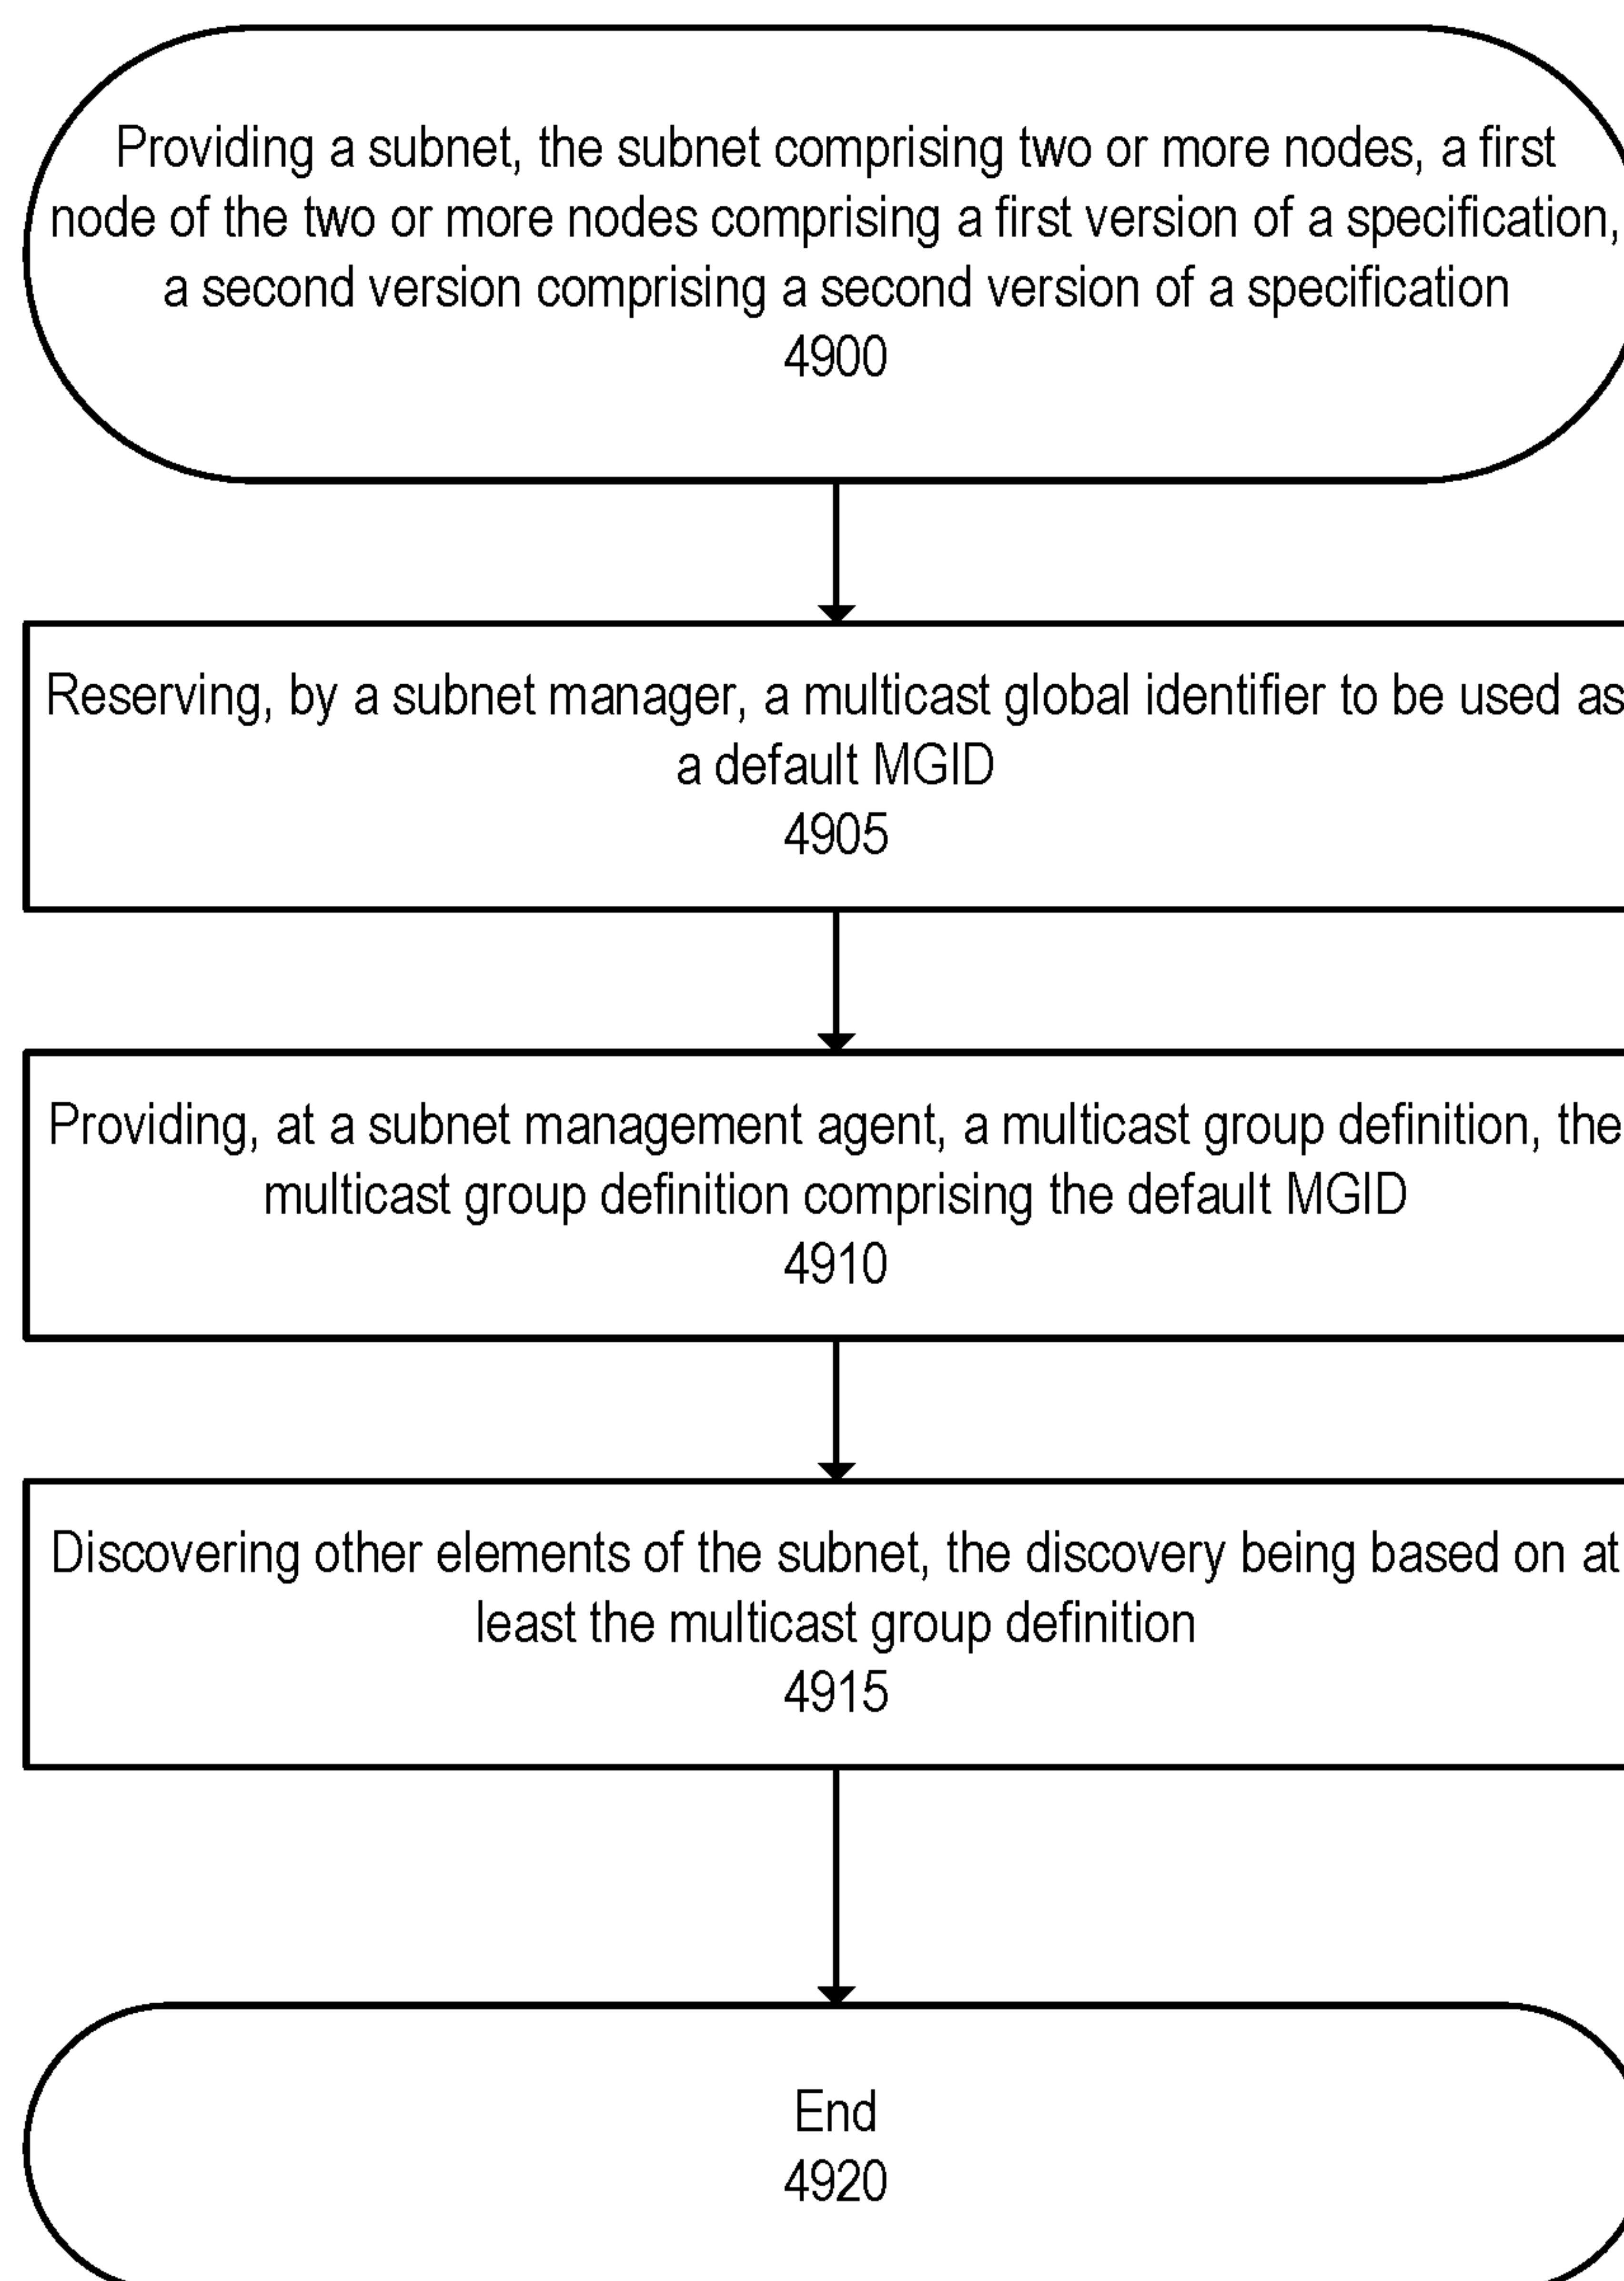 Providing a subnet, the subnet comprising two or more nodes, a first
node of the two or more nodes comprising a first version of a specification,
a second version comprising a second version of a specification
4900
Reserving, by a subnet manager, a multicast global identifier to be used as
a default MGID
4905
Providing, at a subnet management agent, a multicast group definition, the
multicast group definition comprising the default MGID
4910
Discovering other elements of the subnet, the discovery being based on at
least the multicast group definition
4915
End
4920